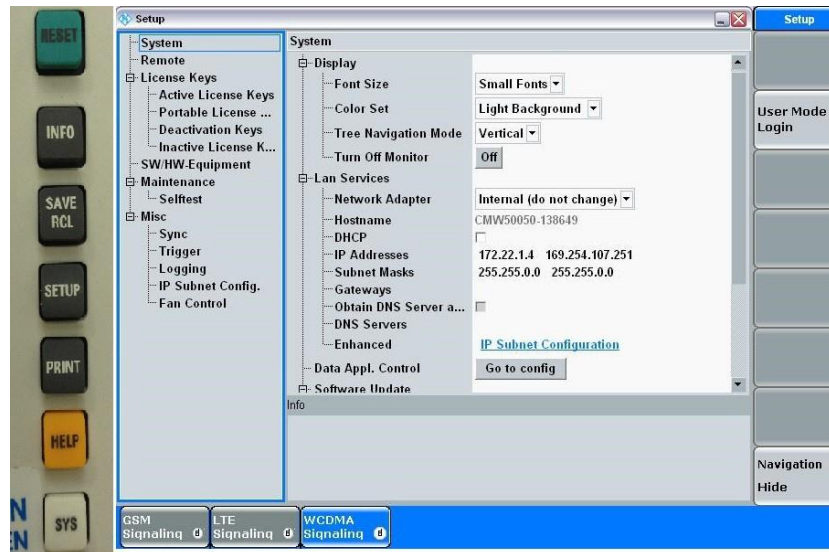 RESET
INFO
SAVE
RCL
SETUP
PRINT
HELP
SYS
N
EN
Setup
System
Remote
License Keys
Active License Keys
Portable License ...
Deactivation Keys
Inactive License K...
SW/HW-Equipment
Maintenance
Selftest
Misc
Sync
Trigger
Logging
IP Subnet Config.
Fan Control
System
Display
Font Size Small Fonts
Color Set Light Background
Tree Navigation Mode Vertical
Turn Off Monitor Off
Lan Services
Network Adapter Internal (do not change)
Hostname CMW50050-138649
DHCP
IP Addresses 172.22.1.4 169.254.107.251
Subnet Masks 255.255.0.0 255.255.0.0
Gateways
Obtain DNS Server a...
DNS Servers
Enhanced IP Subnet Configuration
Data Appl. Control Go to config
Software Update
Info
Setup
User Mode
Login
Navigation
Hide
GSM
Signaling d
LTE
Signaling d
WCDMA
Signaling d